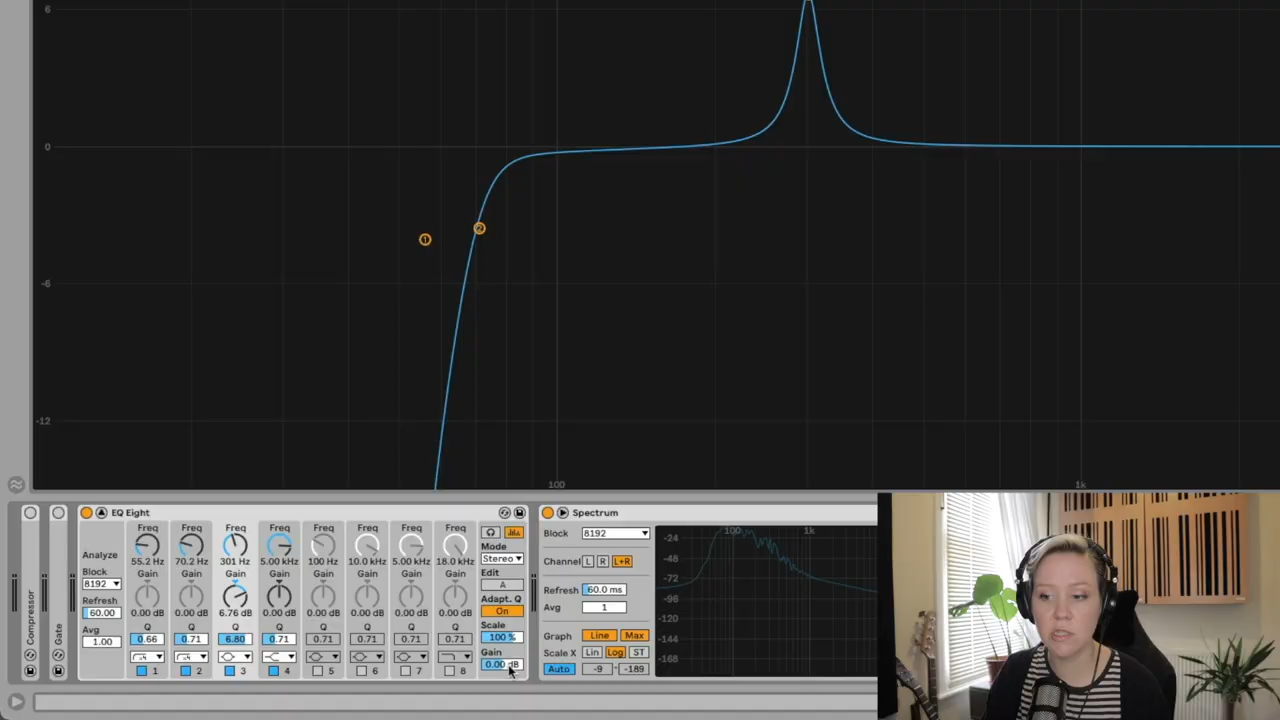 6
0
-6
-12
1
2
100
1k
EQ Eight
Analyze
Block
8192
Refresh
60.00
Avg
1.00
Freq Freq Freq Freq Freq Freq Freq Freq
55.2 Hz 70.2 Hz 301 Hz 100 Hz 10.0 kHz 5.00 kHz 18.0 kHz
Gain Gain Gain Gain Gain Gain Gain Gain
0.00 dB 0.00 dB 6.76 dB 0.00 dB 0.00 dB 0.00 dB 0.00 dB 0.00 dB
Q Q Q Q Q Q Q Q
0.66 0.71 6.80 0.71 0.71 0.71 0.71 0.71
1 2 3 4 5 6 7 8
Mode
Stereo
Edit
A
Adapt. Q
On
Scale
100 %
Gain
0.00 dB
Compressor
Gate
Spectrum
Block
8192
Channel L R L+R
Refresh 60.0 ms
Avg 1
Graph Line Max
Scale X Lin Log ST
Auto -9 -189
100 1k
-24
-48
-72
-96
-120
-144
-168